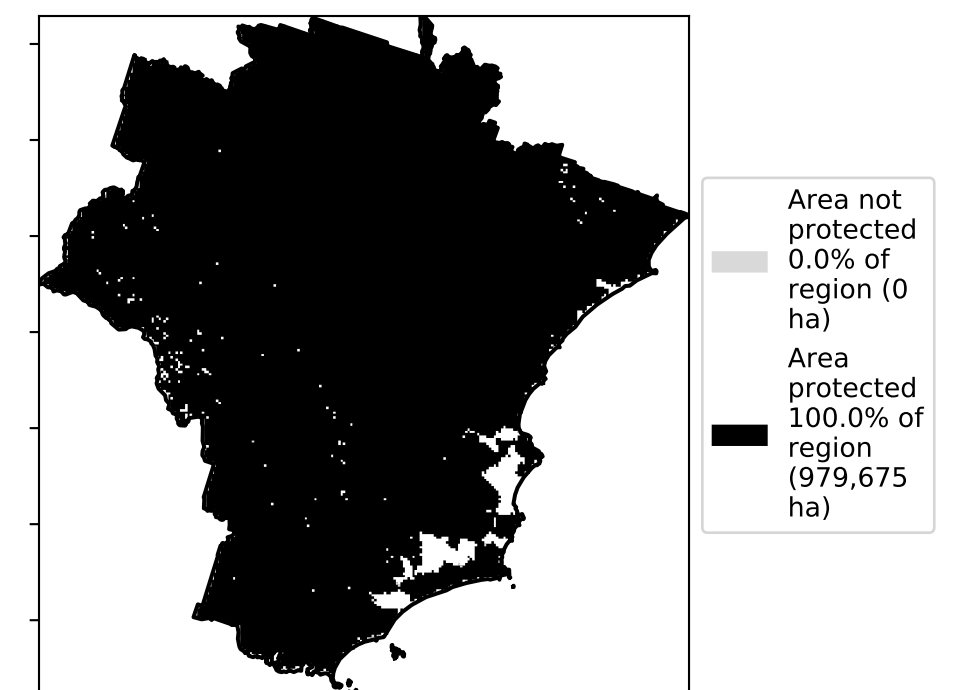 Area not
protected
0.0% of
region (0
ha)
Area
protected
100.0% of
region
(979,675
ha)